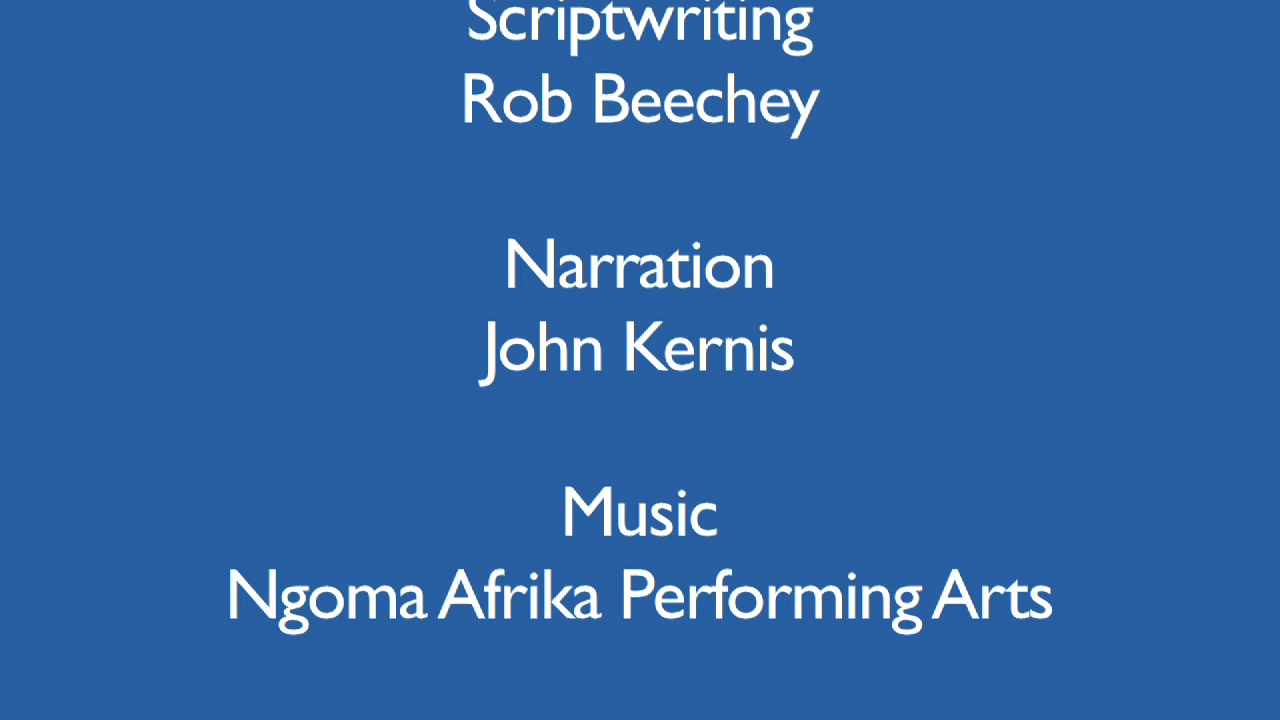 Scriptwriting
Rob Beechey
Narration
John Kernis
Music
Ngoma Afrika Performing Arts